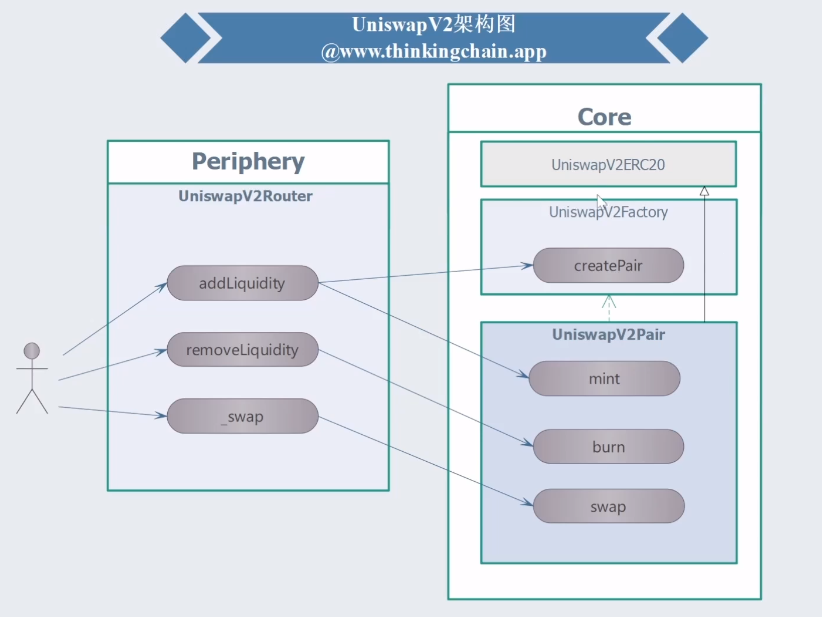 UniswapV2架构图
@www.thinkingchain.app
Periphery
UniswapV2Router
addLiquidity
removeLiquidity
_swap
Core
UniswapV2ERC20
UniswapV2Factory
createPair
UniswapV2Pair
mint
burn
swap